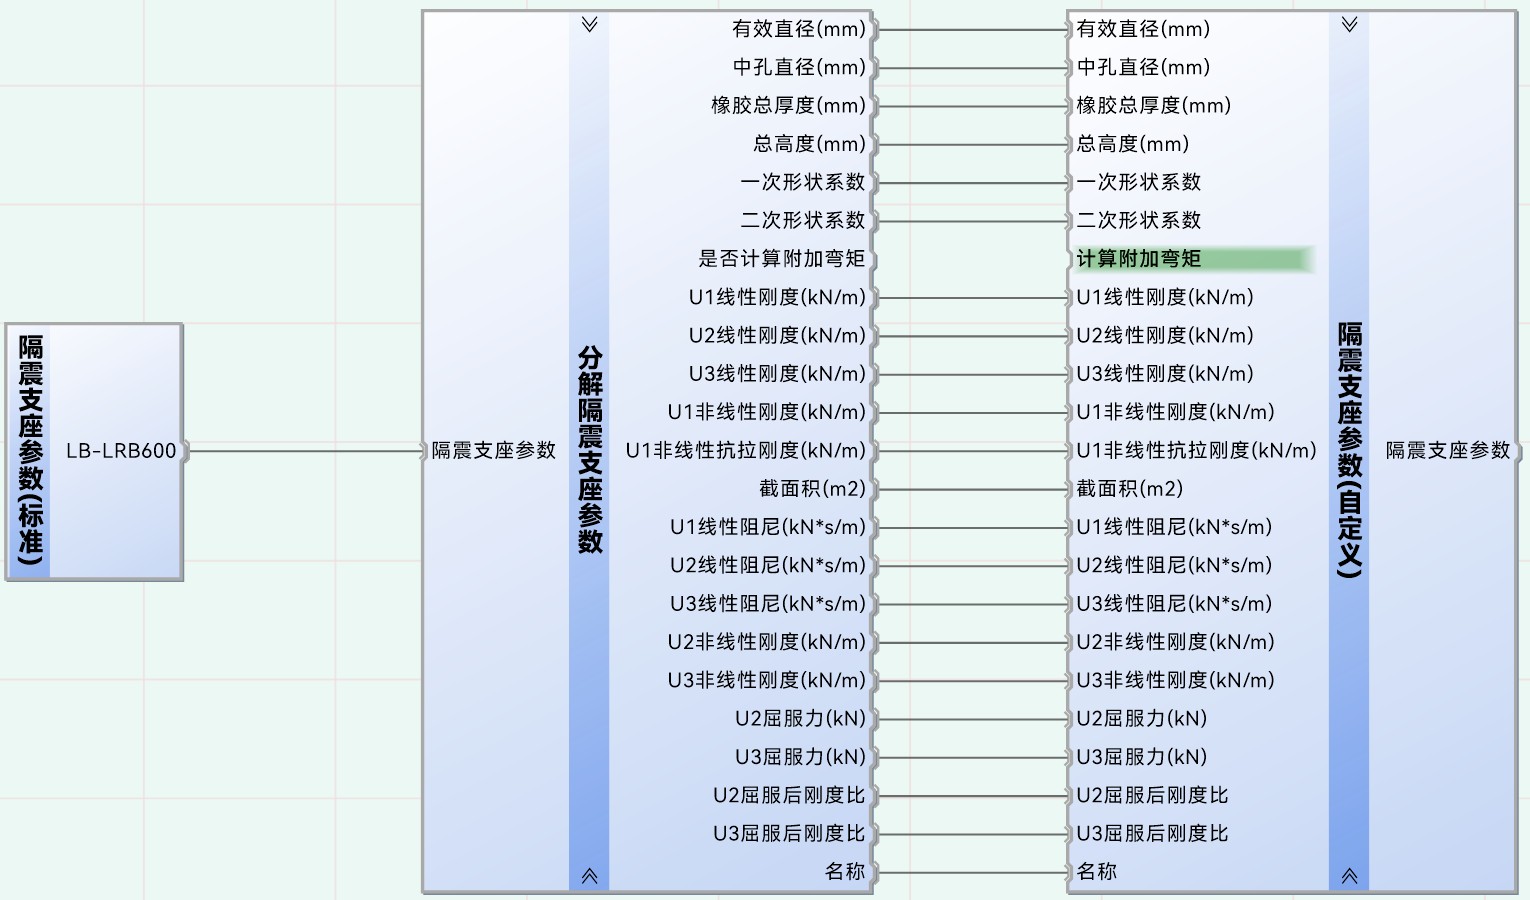 隔震支座参数(标准)
LB-LRB600
隔震支座参数
分解隔震支座参数
有效直径(mm)
中孔直径(mm)
橡胶总厚度(mm)
总高度(mm)
一次形状系数
二次形状系数
是否计算附加弯矩
U1线性刚度(kN/m)
U2线性刚度(kN/m)
U3线性刚度(kN/m)
U1非线性刚度(kN/m)
U1非线性抗拉刚度(kN/m)
截面积(m2)
U1线性阻尼(kN*s/m)
U2线性阻尼(kN*s/m)
U3线性阻尼(kN*s/m)
U2非线性刚度(kN/m)
U3非线性刚度(kN/m)
U2屈服力(kN)
U3屈服力(kN)
U2屈服后刚度比
U3屈服后刚度比
名称
有效直径(mm)
中孔直径(mm)
橡胶总厚度(mm)
总高度(mm)
一次形状系数
二次形状系数
计算附加弯矩
U1线性刚度(kN/m)
U2线性刚度(kN/m)
U3线性刚度(kN/m)
U1非线性刚度(kN/m)
U1非线性抗拉刚度(kN/m)
截面积(m2)
U1线性阻尼(kN*s/m)
U2线性阻尼(kN*s/m)
U3线性阻尼(kN*s/m)
U2非线性刚度(kN/m)
U3非线性刚度(kN/m)
U2屈服力(kN)
U3屈服力(kN)
U2屈服后刚度比
U3屈服后刚度比
名称
隔震支座参数(自定义)
隔震支座参数